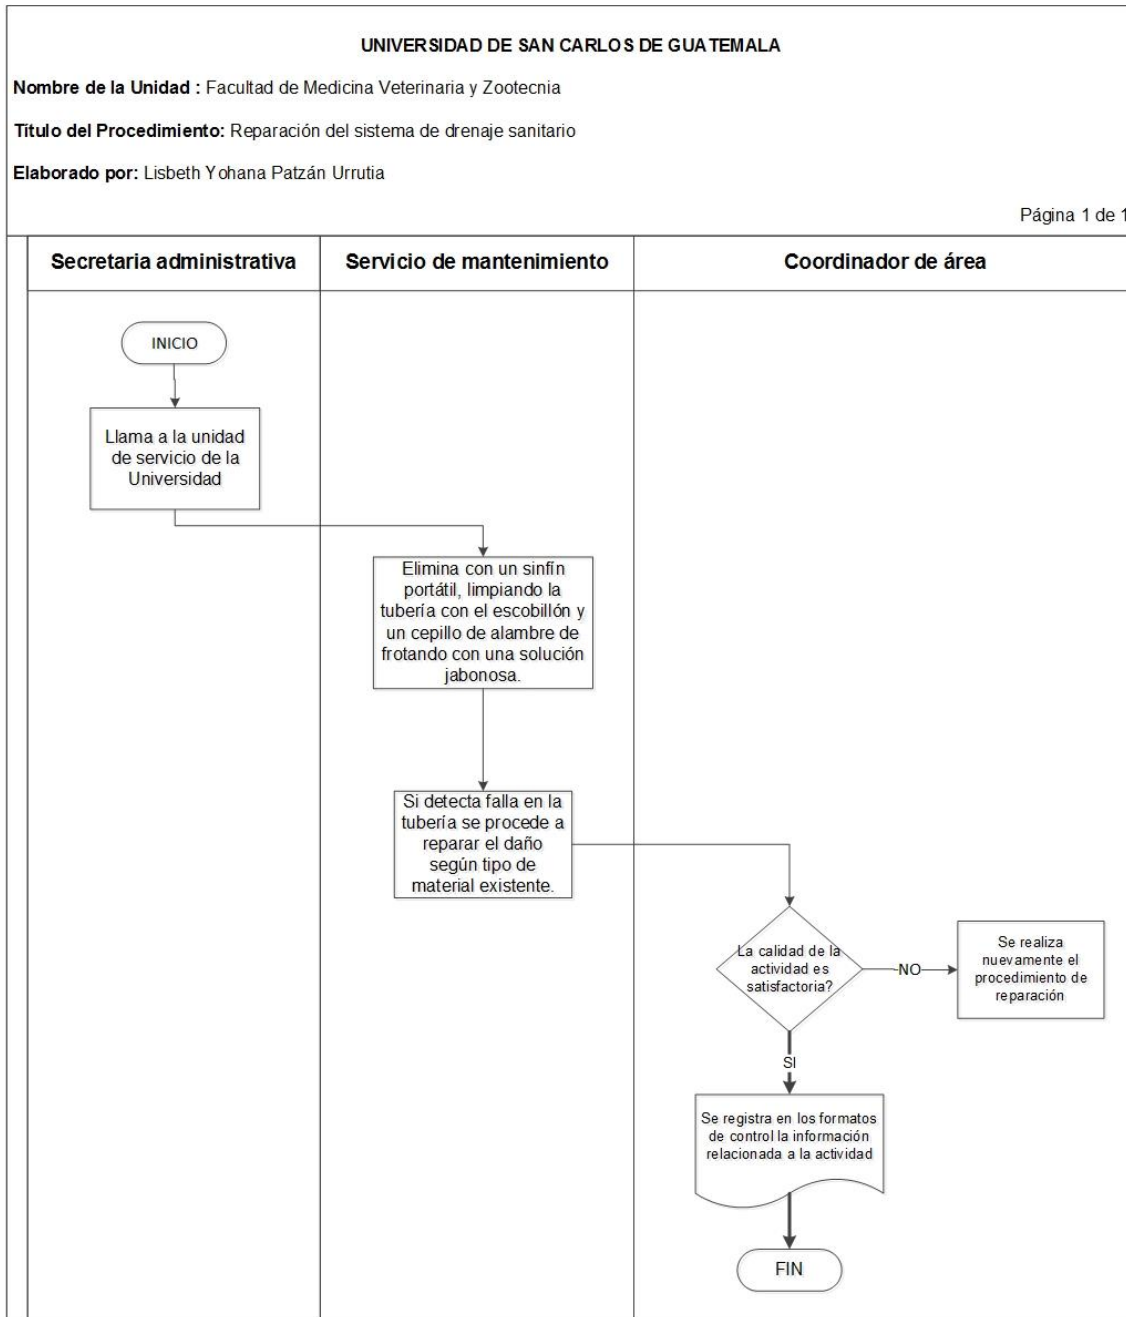 UNIVERSIDAD DE SAN CARLOS DE GUATEMALA
Nombre de la Unidad : Facultad de Medicina Veterinaria y Zootecnia
Título del Procedimiento: Reparación del sistema de drenaje sanitario
Elaborado por: Lisbeth Yohana Patzán Urrutia
Página 1 de 1
Secretaria administrativa
Servicio de mantenimiento
Coordinador de área
INICIO
Llama a la unidad
de servicio de la
Universidad
Elimina con un sinfín
portátil, limpiando la
tubería con el escobillón y
un cepillo de alambre de
frotando con una solución
jabonosa.
Si detecta falla en la
tubería se procede a
reparar el daño
según tipo de
material existente.
La calidad de la
actividad es
satisfactoria?
NO
Se realiza
nuevamente el
procedimiento de
reparación
SI
Se registra en los formatos
de control la información
relacionada a la actividad
FIN